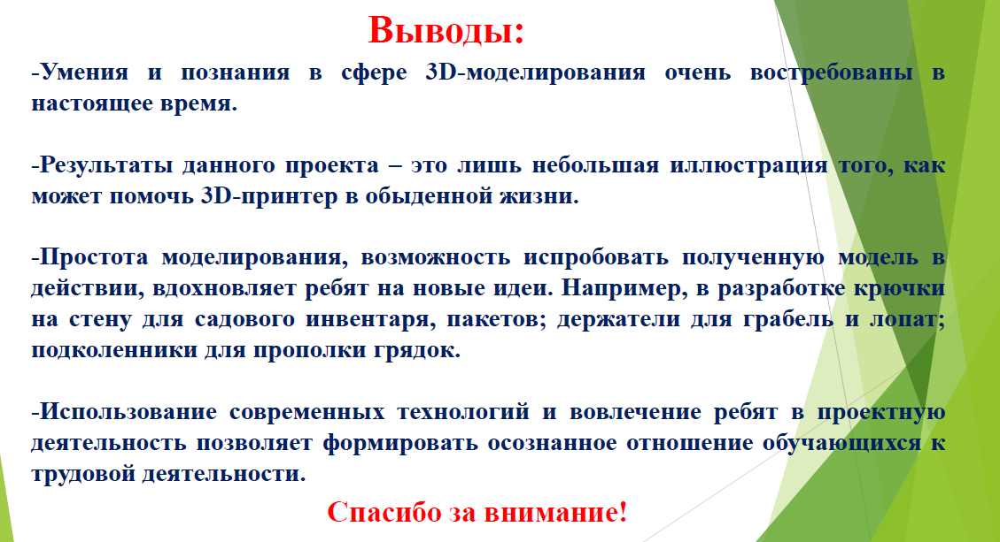 Выводы:
-Умения и познания в сфере 3D-моделирования очень востребованы в
настоящее время.
-Результаты данного проекта – это лишь небольшая иллюстрация того, как
может помочь 3D-принтер в обыденной жизни.
-Простота моделирования, возможность испробовать полученную модель в
действии, вдохновляет ребят на новые идеи. Например, в разработке крючки
на стену для садового инвентаря, пакетов; держатели для грабель и лопат;
подколенники для прополки грядок.
-Использование современных технологий и вовлечение ребят в проектную
деятельность позволяет формировать осознанное отношение обучающихся к
трудовой деятельности.
Спасибо за внимание!